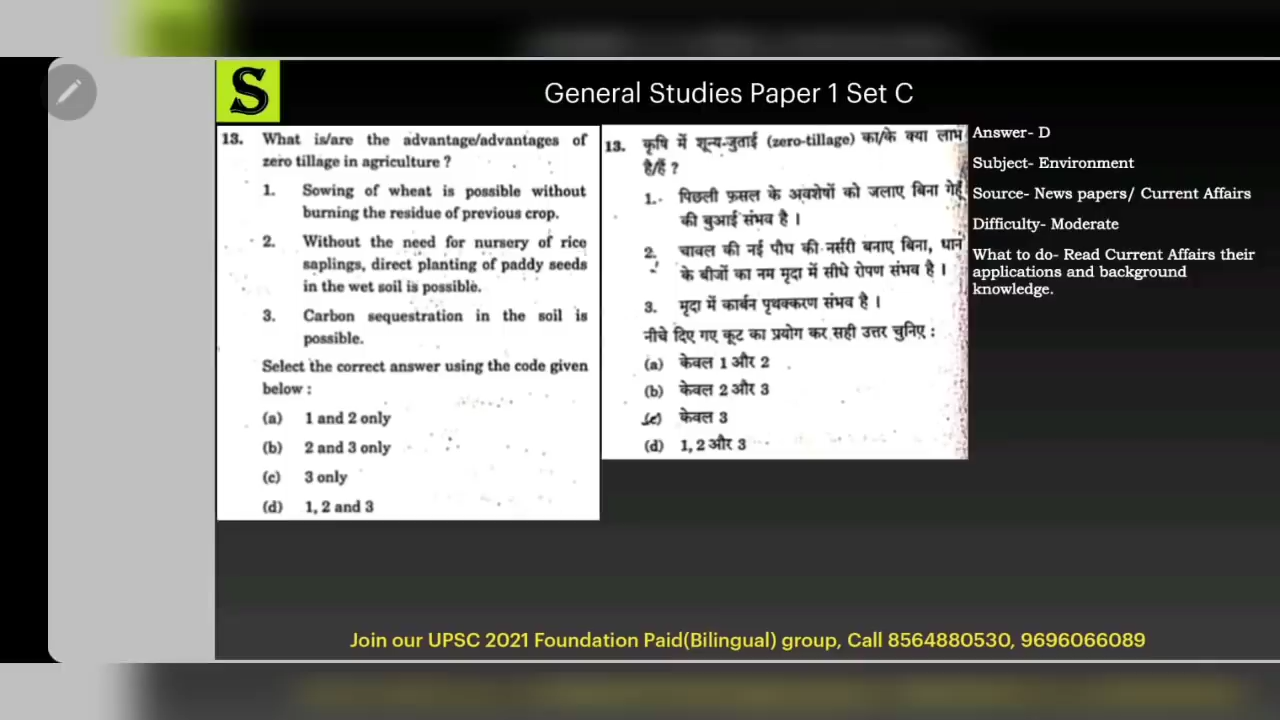 S
General Studies Paper 1 Set C
13. What is/are the advantage/advantages of
zero tillage in agriculture ?
1. Sowing of wheat is possible without
burning the residue of previous crop.
2. Without the need for nursery of rice
saplings, direct planting of paddy seeds
in the wet soil is possible.
3. Carbon sequestration in the soil is
possible.
Select the correct answer using the code given
below :
(a) 1 and 2 only
(b) 2 and 3 only
(c) 3 only
(d) 1, 2 and 3
13. कृषि में शून्य-जुताई (zero-tillage) का/के क्या लाभ
है/हैं ?
1. पिछली फ़सल के अवशेषों को जलाए बिना गेहूँ
की बुआई संभव है ।
2. चावल की नई पौध की नर्सरी बनाए बिना, धान
के बीजों का नम मृदा में सीधे रोपण संभव है ।
3. मृदा में कार्बन पृथक्करण संभव है ।
नीचे दिए गए कूट का प्रयोग कर सही उत्तर चुनिए :
(a) केवल 1 और 2
(b) केवल 2 और 3
(c) केवल 3
(d) 1, 2 और 3
Answer- D
Subject- Environment
Source- News papers/ Current Affairs
Difficulty- Moderate
What to do- Read Current Affairs their
applications and background
knowledge.
Join our UPSC 2021 Foundation Paid(Bilingual) group, Call 8564880530, 9696066089